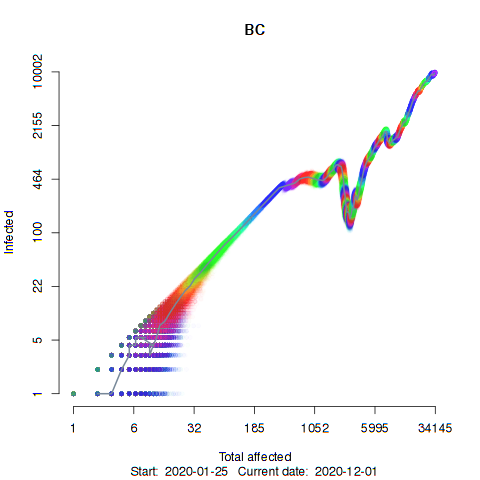 BC
10002
2155
464
100
22
5
1
Infected
1 6 32 185 1052 5995 34145
Total affected
Start: 2020-01-25 Current date: 2020-12-01